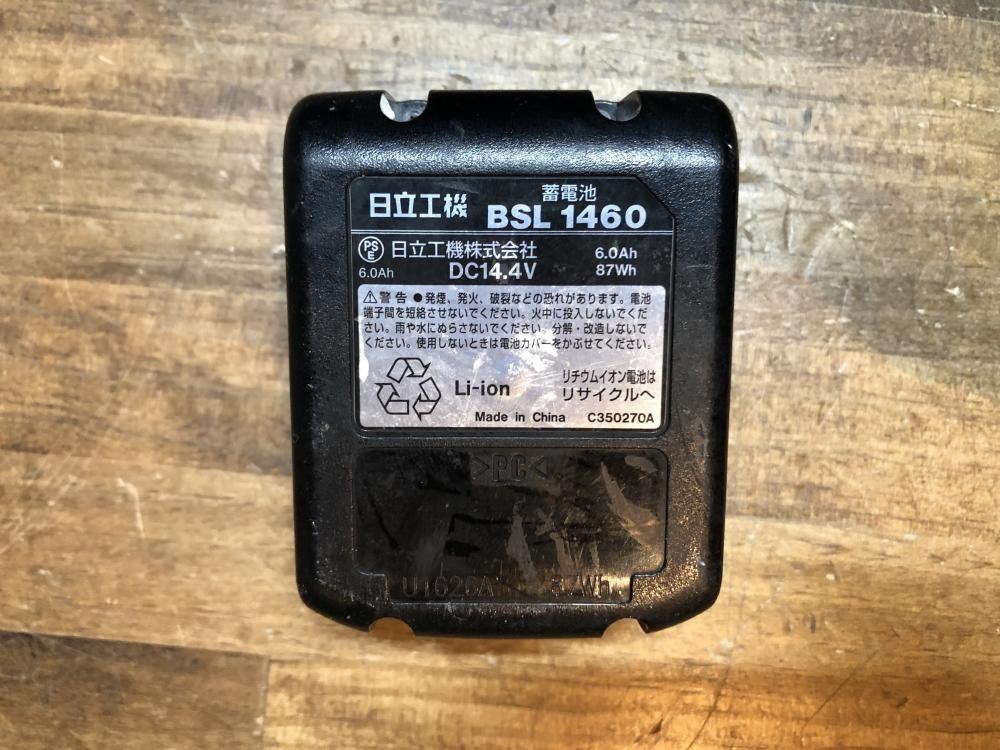 日立工機 蓄電池
BSL 1460
PSE 日立工機株式会社 6.0Ah
6.0Ah DC14.4V 87Wh
⚠警告 ●発煙、発火、破裂などの恐れがあります。電池
端子間を短絡させないでください。火中に投入しないでくだ
さい。雨や水にぬらさないでください。分解・改造しないで
ください。使用しないときは電池カバーをかぶせてください。
Li-ion リチウムイオン電池は
リサイクルへ
Made in China C350270A
>PC<
U1626A Wh